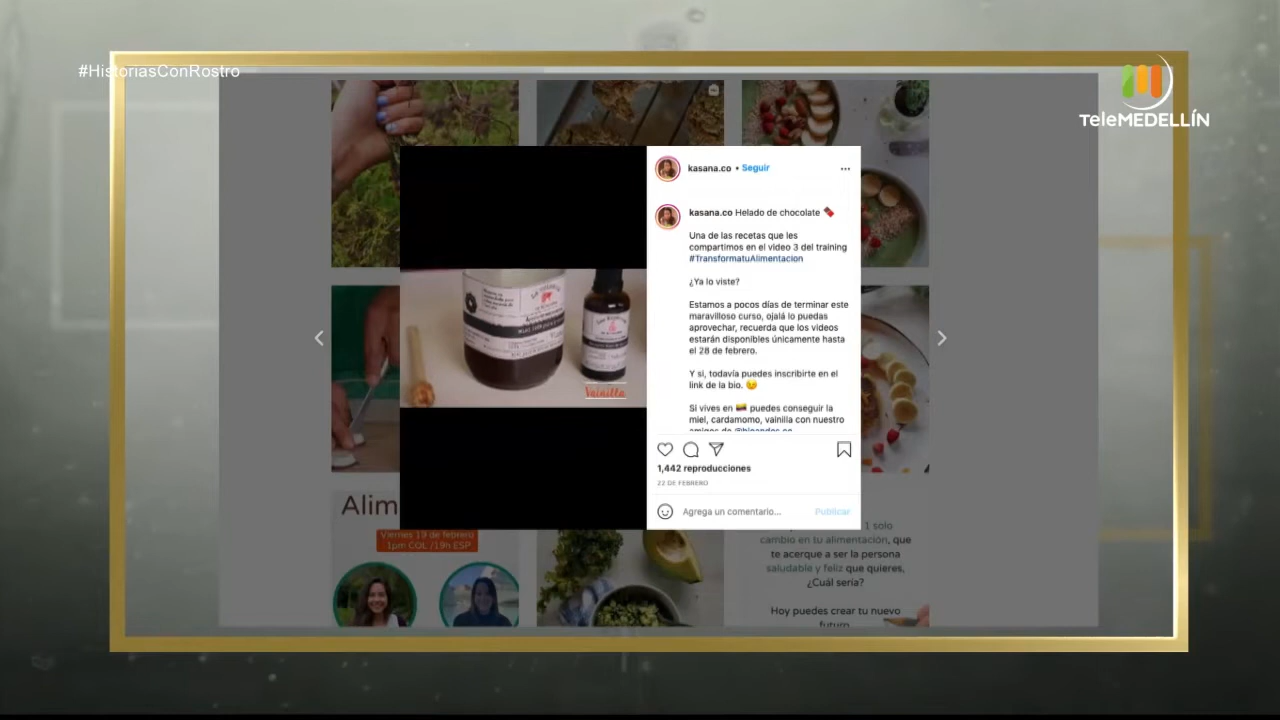 #HistoriasConRostro
TeleMEDELLÍN
kasana.co • Seguir
kasana.co Helado de chocolate
Una de las recetas que les
compartimos en el video 3 del training
#TransformatuAlimentacion
¿Ya lo viste?
Estamos a pocos días de terminar este
maravilloso curso, ojalá lo puedas
aprovechar, recuerda que los videos
estarán disponibles únicamente hasta
el 28 de febrero.
Y si, todavía puedes inscribirte en el
link de la bio.
Si vives en puedes conseguir la
miel, cardamomo, vainilla con nuestro
1,442 reproducciones
22 DE FEBRERO
Agrega un comentario...
Publicar
Vainilla
Alim
Viernes 19 de febrero
1pm COL /19h ESP
1 solo
cambio en tu alimentación, que
te acerque a ser la persona
saludable y feliz que quieres,
¿Cuál sería?
Hoy puedes crear tu nuevo
futuro